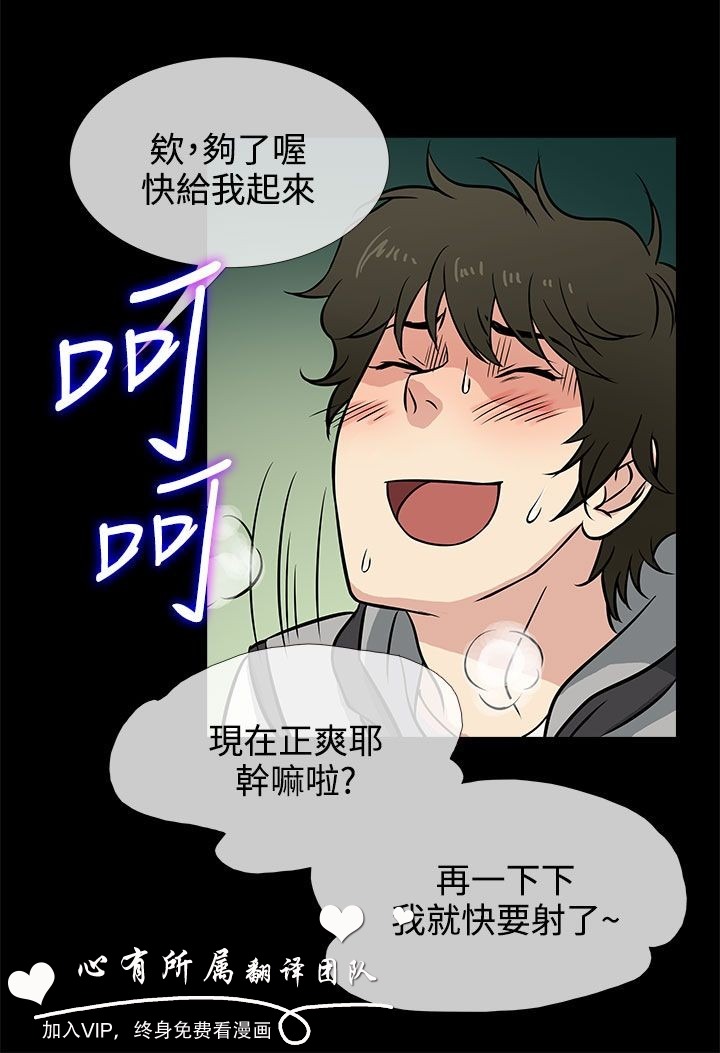 欸，夠了喔
快給我起來
呵
呵
現在正爽耶
幹嘛啦?
再一下下
我就快要射了~
心有所属翻译团队
加入VIP，终身免费看漫画